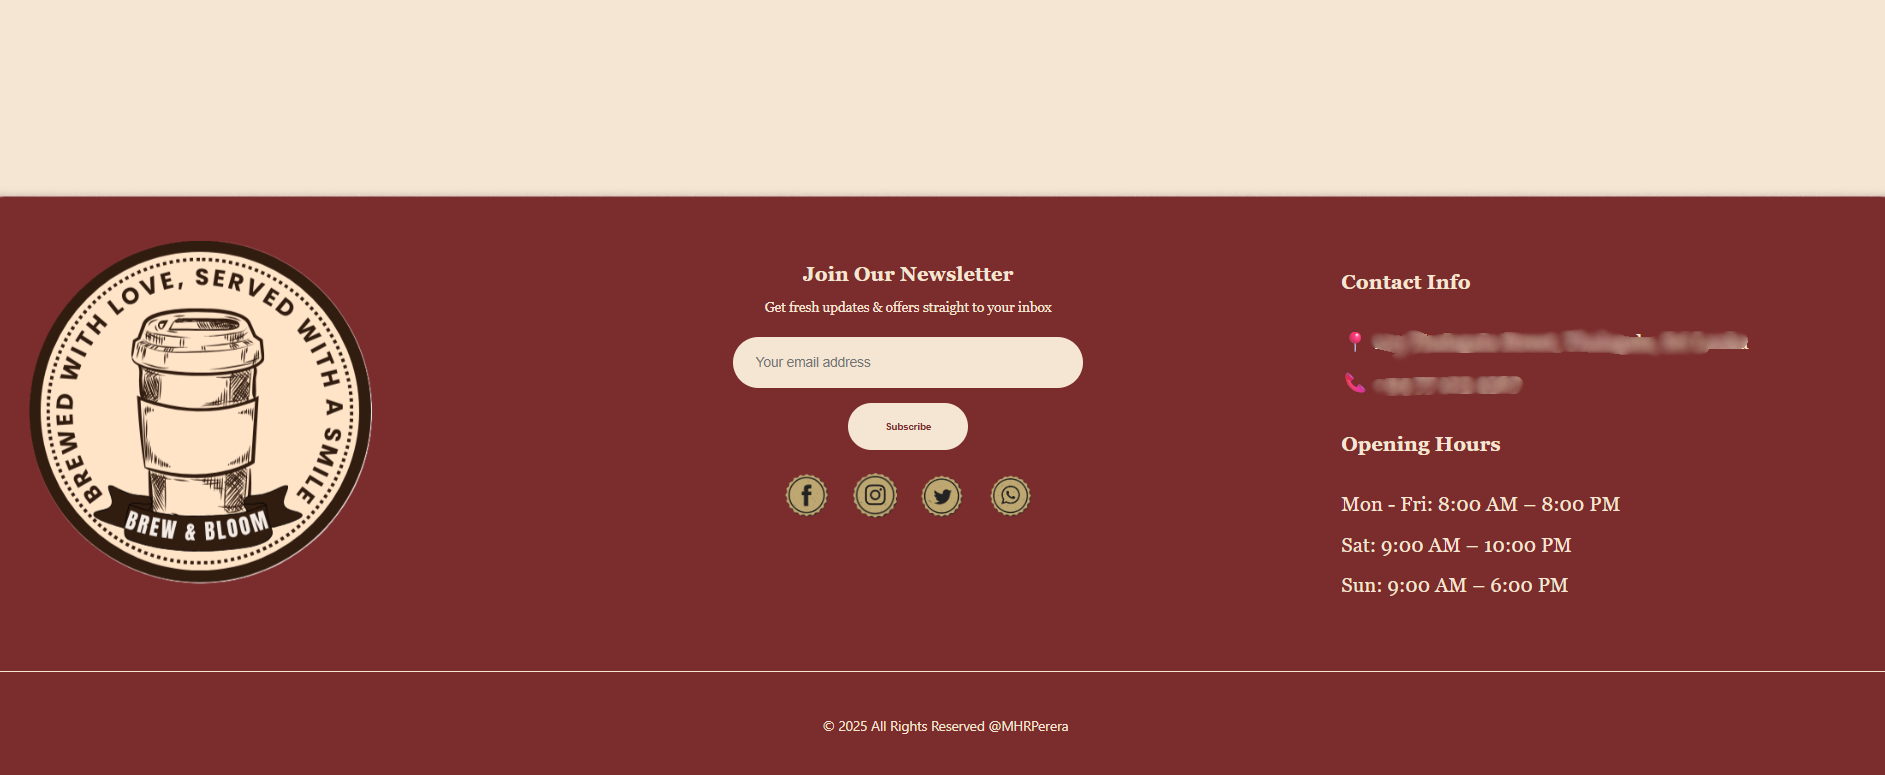 BREWED WITH LOVE, SERVED WITH A SMILE
BREW & BLOOM
Join Our Newsletter
Get fresh updates & offers straight to your inbox
Your email address
Subscribe
Contact Info
Opening Hours
Mon - Fri: 8:00 AM – 8:00 PM
Sat: 9:00 AM – 10:00 PM
Sun: 9:00 AM – 6:00 PM
© 2025 All Rights Reserved @MHRPerera